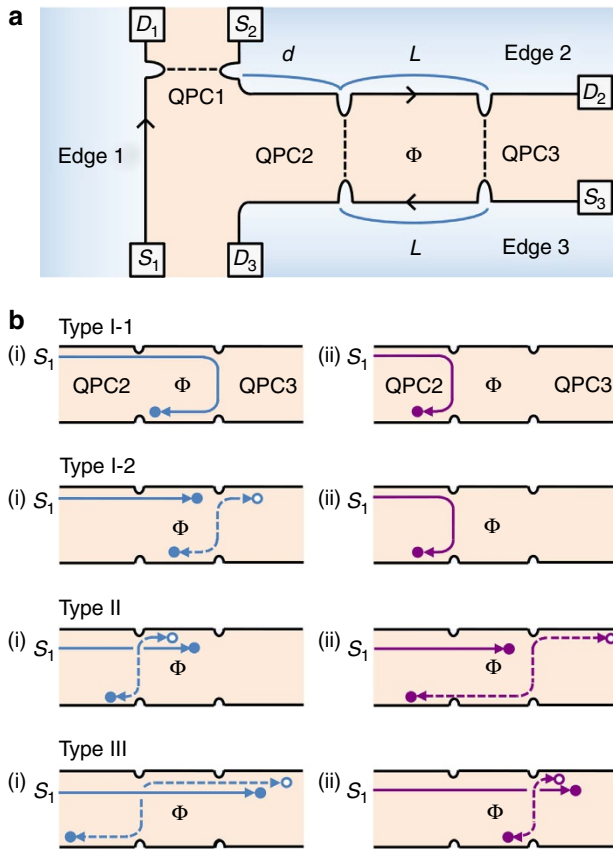 a
D1 S2
d L Edge 2
QPC1
D2
Edge 1 QPC2 Φ QPC3
S3
L Edge 3
S1 D3
b Type I-1
(i) S1 (ii) S1
QPC2 Φ QPC3 QPC2 Φ QPC3
Type I-2
(i) S1 (ii) S1
Φ Φ
Type II
(i) S1 (ii) S1
Φ Φ
Type III
(i) S1 (ii) S1
Φ Φ